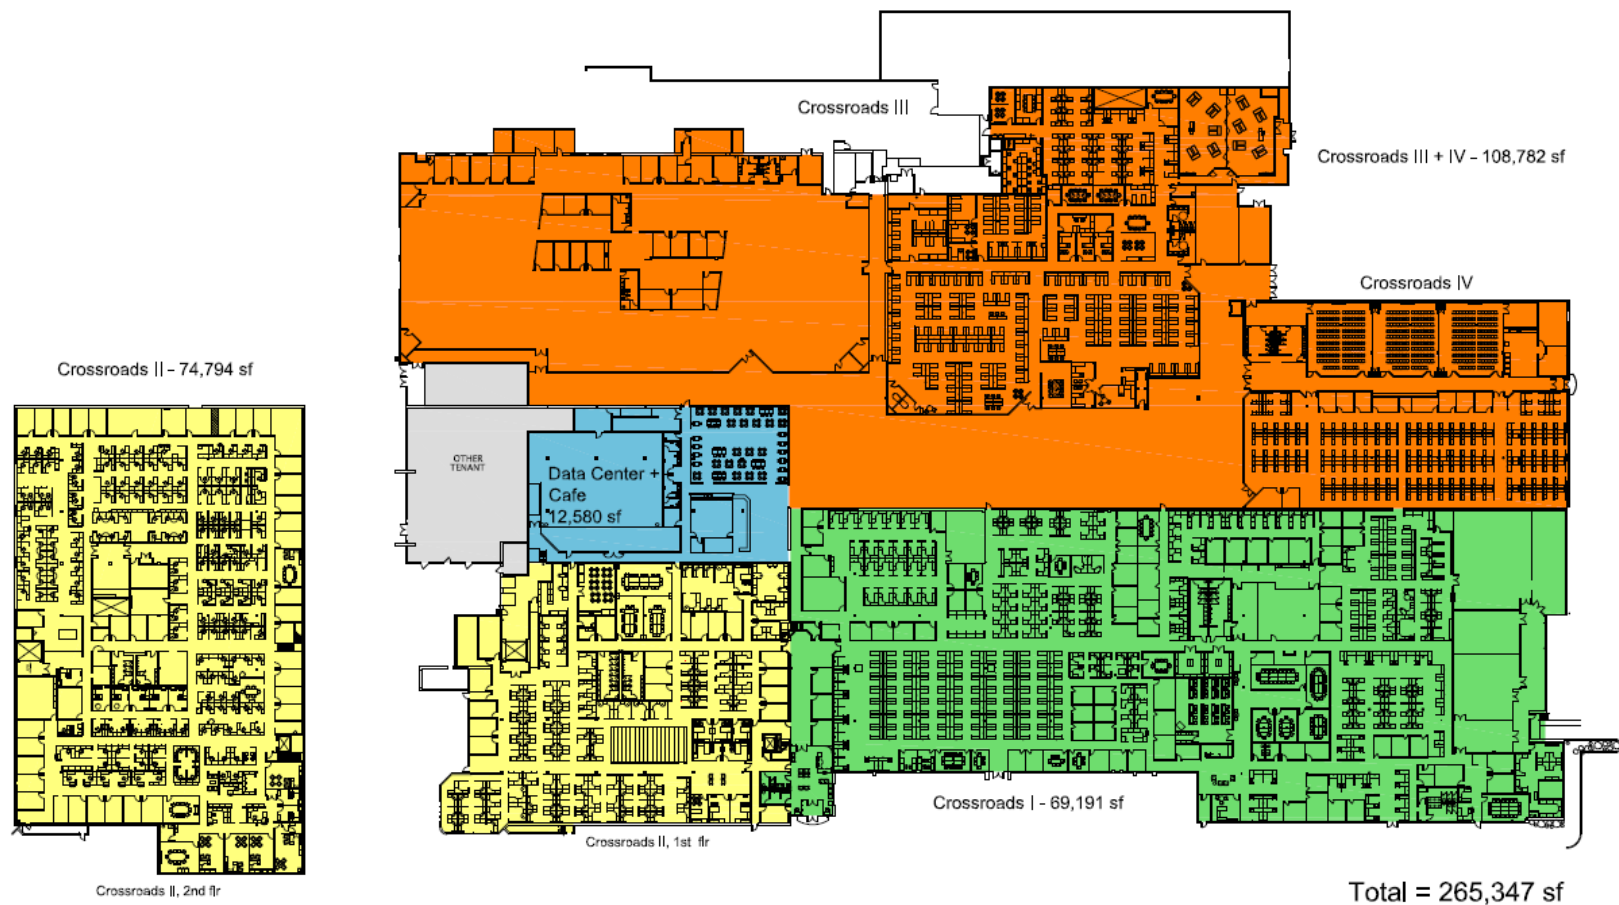 Crossroads III
Crossroads III + IV - 108,782 sf
Crossroads IV
Crossroads II - 74,794 sf
OTHER
TENANT
Data Center +
Cafe
12,580 sf
Crossroads I - 69,191 sf
Crossroads II, 1st flr
Crossroads II, 2nd flr
Total = 265,347 sf